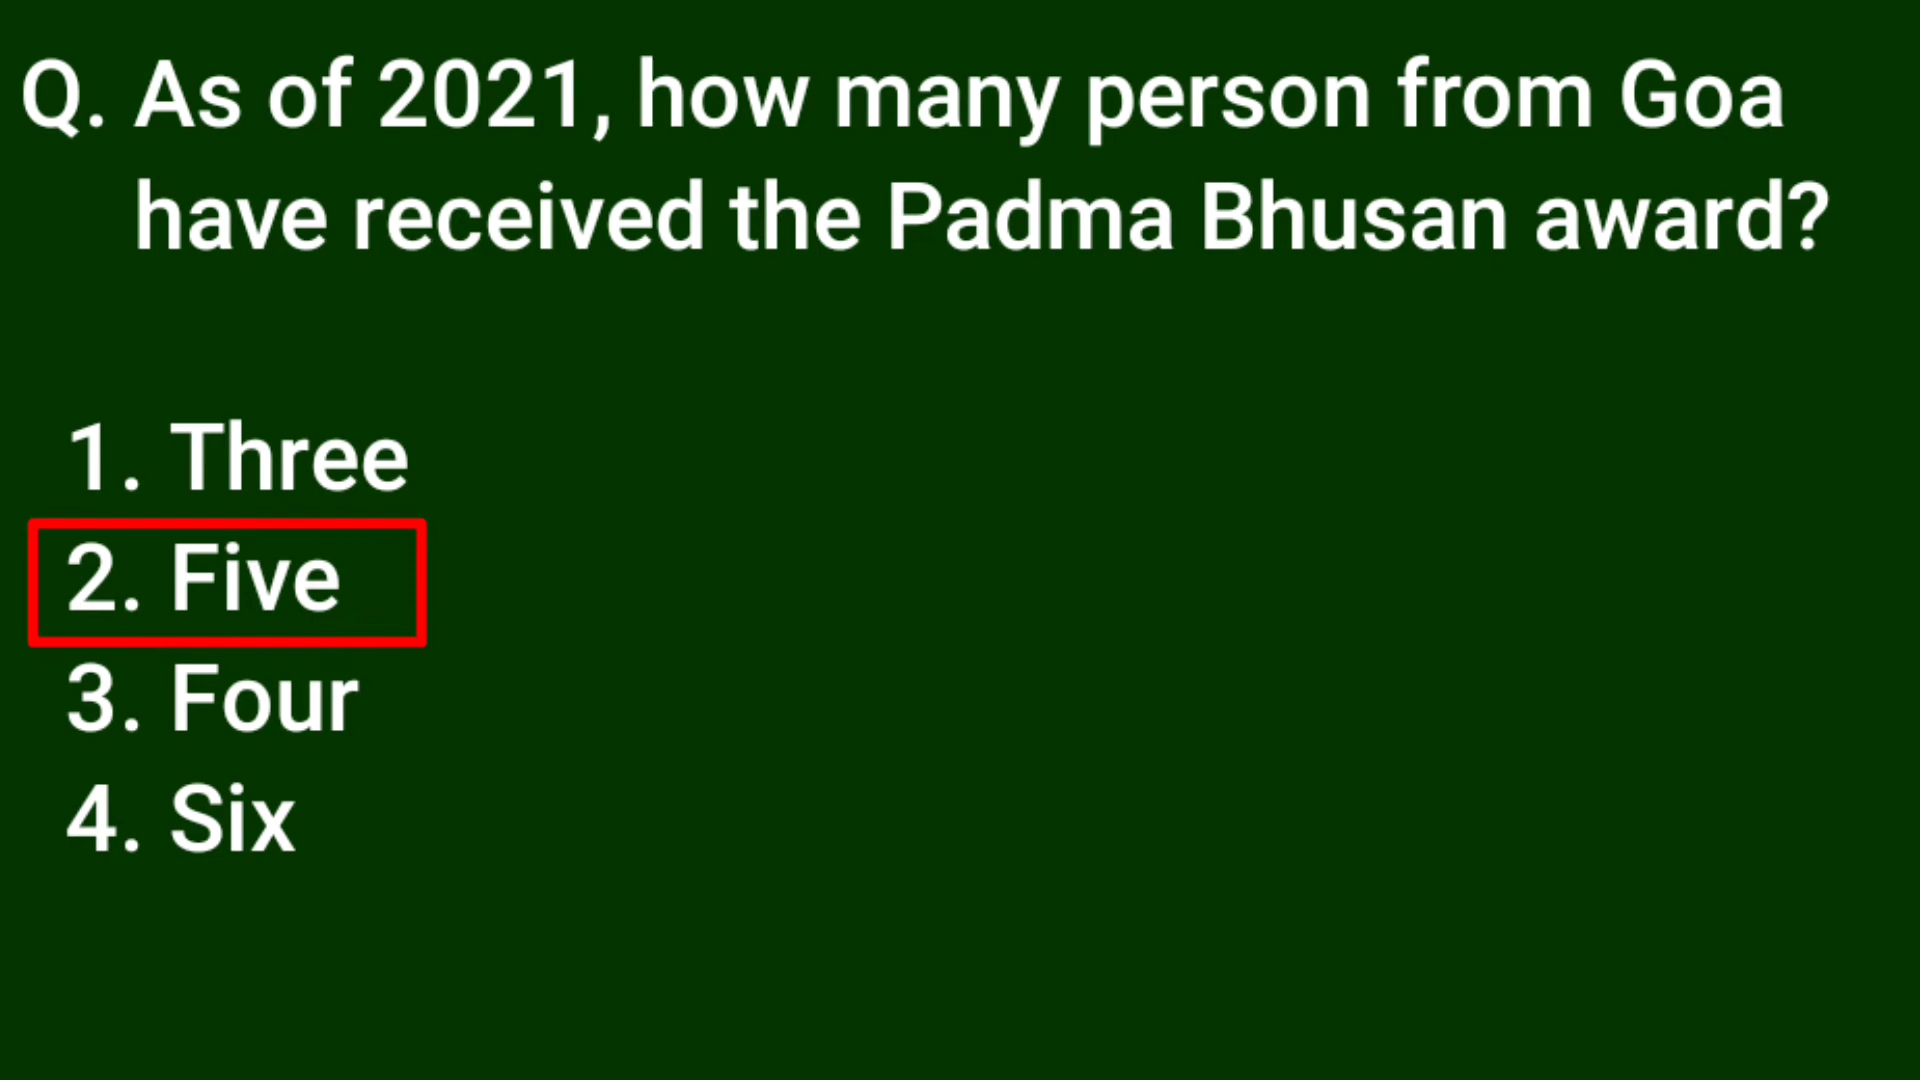 Q. As of 2021, how many person from Goa
have received the Padma Bhusan award?
1. Three
2. Five
3. Four
4. Six